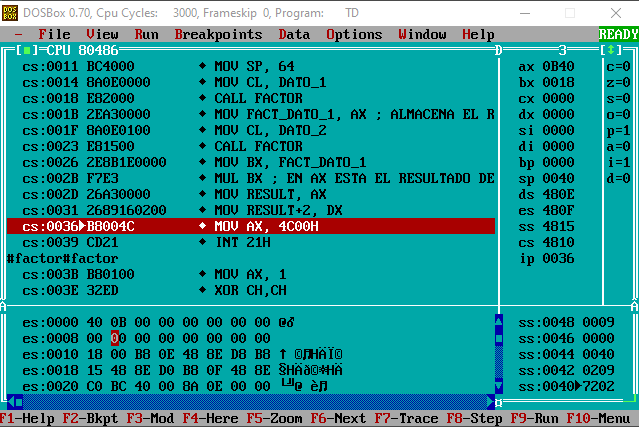 DOSBox 0.70, Cpu Cycles: 3000, Frameskip 0, Program: TD
File View Run Breakpoints Data Options Window Help READY
CPU 80486 3
cs:0011 BC4000 MOV SP, 64 ax 0B40 c=0
cs:0014 8A0E0000 MOV CL, DATO_1 bx 0018 z=0
cs:0018 E82000 CALL FACTOR cx 0000 s=0
cs:001B 2EA30000 MOV FACT_DATO_1, AX ; ALMACENA EL R dx 0000 o=0
cs:001F 8A0E0100 MOV CL, DATO_2 si 0000 p=1
cs:0023 E81500 CALL FACTOR di 0000 a=0
cs:0026 2E8B1E0000 MOV BX, FACT_DATO_1 bp 0000 i=1
cs:002B F7E3 MUL BX ; EN AX ESTA EL RESULTADO DE sp 0040 d=0
cs:002D 26A30000 MOV RESULT, AX ds 480E
cs:0031 2689160200 MOV RESULT+2, DX es 480F
cs:0036►B8004C MOV AX, 4C00H ss 4815
cs:0039 CD21 INT 21H cs 4810
#factor#factor ip 0036
cs:003B B80100 MOV AX, 1
cs:003E 32ED XOR CH,CH
es:0000 40 0B 00 00 00 00 00 00 @♂ ss:0048 0009
es:0008 00 00 00 00 00 00 00 00 ss:0046 0000
es:0010 18 00 B8 0E 48 8E D8 B8 ss:0044 0040
es:0018 15 48 8E D0 B8 0F 48 8E ss:0042 0209
es:0020 C0 BC 40 00 8A 0E 00 00 ss:0040►7202
F1-Help F2-Bkpt F3-Mod F4-Here F5-Zoom F6-Next F7-Trace F8-Step F9-Run F10-Menu